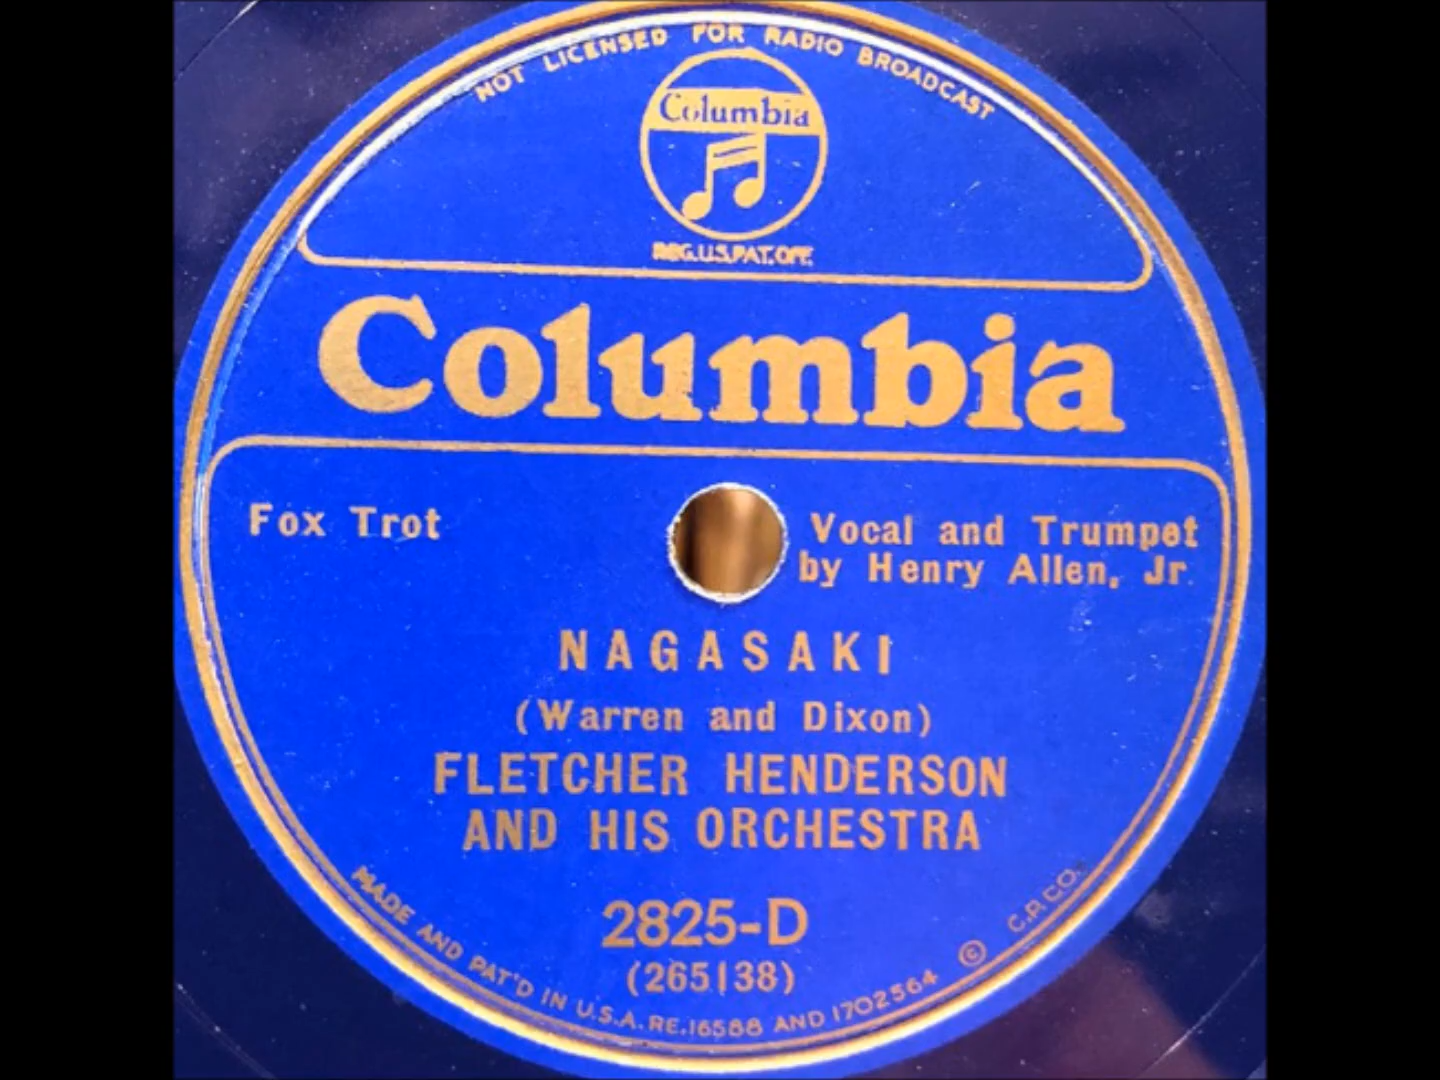 NOT LICENSED FOR RADIO BROADCAST
Columbia
REG.U.S.PAT.OFF.
Columbia
Fox Trot
Vocal and Trumpet
by Henry Allen, Jr.
NAGASAKI
(Warren and Dixon)
FLETCHER HENDERSON
AND HIS ORCHESTRA
2825-D
(265138)
MADE AND PAT'D IN U.S.A. RE.16588 AND 1702564 © C.P.CO.